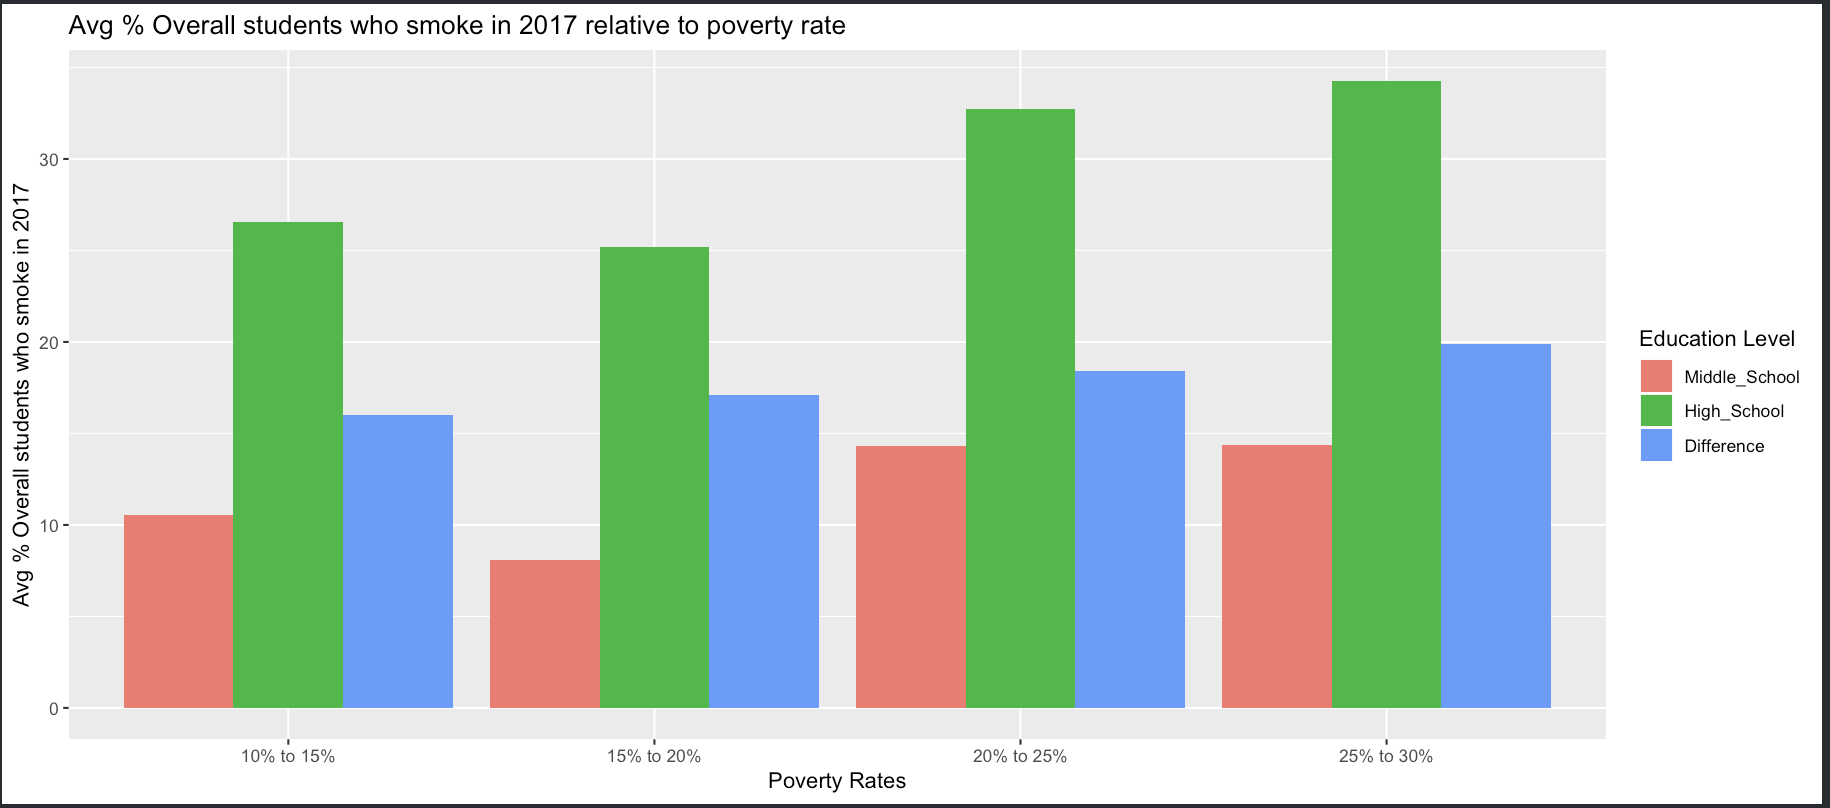 Avg % Overall students who smoke in 2017 relative to poverty rate
Avg % Overall students who smoke in 2017
30
20
10
0
10% to 15%
15% to 20%
20% to 25%
25% to 30%
Poverty Rates
Education Level
Middle_School
High_School
Difference